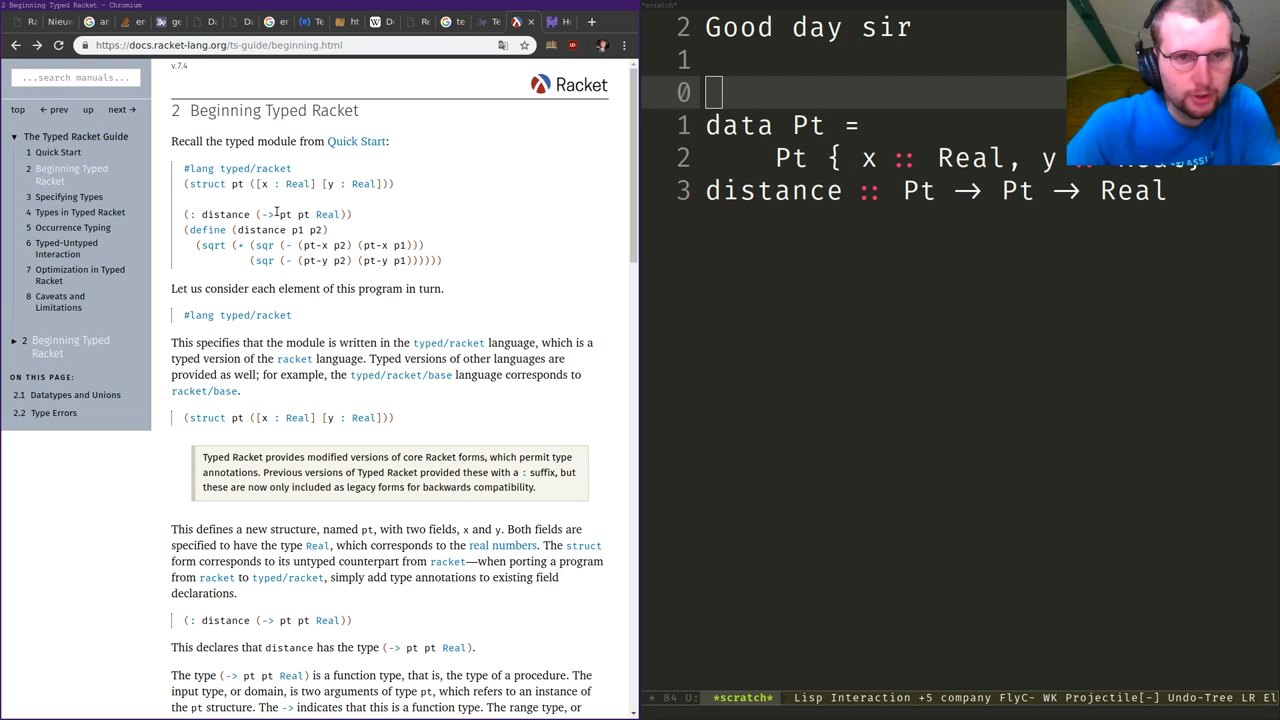 2 Beginning Typed Racket - Chromium
https://docs.racket-lang.org/ts-guide/beginning.html
...search manuals...
top ← prev up next →
The Typed Racket Guide
1 Quick Start
2 Beginning Typed
Racket
3 Specifying Types
4 Types in Typed Racket
5 Occurrence Typing
6 Typed-Untyped
Interaction
7 Optimization in Typed
Racket
8 Caveats and
Limitations
2 Beginning Typed
Racket
ON THIS PAGE:
2.1 Datatypes and Unions
2.2 Type Errors
v.7.4
Racket
2 Beginning Typed Racket
Recall the typed module from Quick Start:
#lang typed/racket
(struct pt ([x : Real] [y : Real]))
(: distance (-> pt pt Real))
(define (distance p1 p2)
(sqrt (+ (sqr (- (pt-x p2) (pt-x p1)))
(sqr (- (pt-y p2) (pt-y p1))))))
Let us consider each element of this program in turn.
#lang typed/racket
This specifies that the module is written in the typed/racket language, which is a
typed version of the racket language. Typed versions of other languages are
provided as well; for example, the typed/racket/base language corresponds to
racket/base.
(struct pt ([x : Real] [y : Real]))
Typed Racket provides modified versions of core Racket forms, which permit type
annotations. Previous versions of Typed Racket provided these with a : suffix, but
these are now only included as legacy forms for backwards compatibility.
This defines a new structure, named pt, with two fields, x and y. Both fields are
specified to have the type Real, which corresponds to the real numbers. The struct
form corresponds to its untyped counterpart from racket—when porting a program
from racket to typed/racket, simply add type annotations to existing field
declarations.
(: distance (-> pt pt Real))
This declares that distance has the type (-> pt pt Real).
The type (-> pt pt Real) is a function type, that is, the type of a procedure. The
input type, or domain, is two arguments of type pt, which refers to an instance of
the pt structure. The -> indicates that this is a function type. The range type, or
*scratch*
2 Good day sir
1
0
1 data Pt =
2 Pt { x :: Real, y ::
3 distance :: Pt → Pt → Real
* 84 U: *scratch* Lisp Interaction +5 company FlyC- WK Projectile[-] Undo-Tree LR El